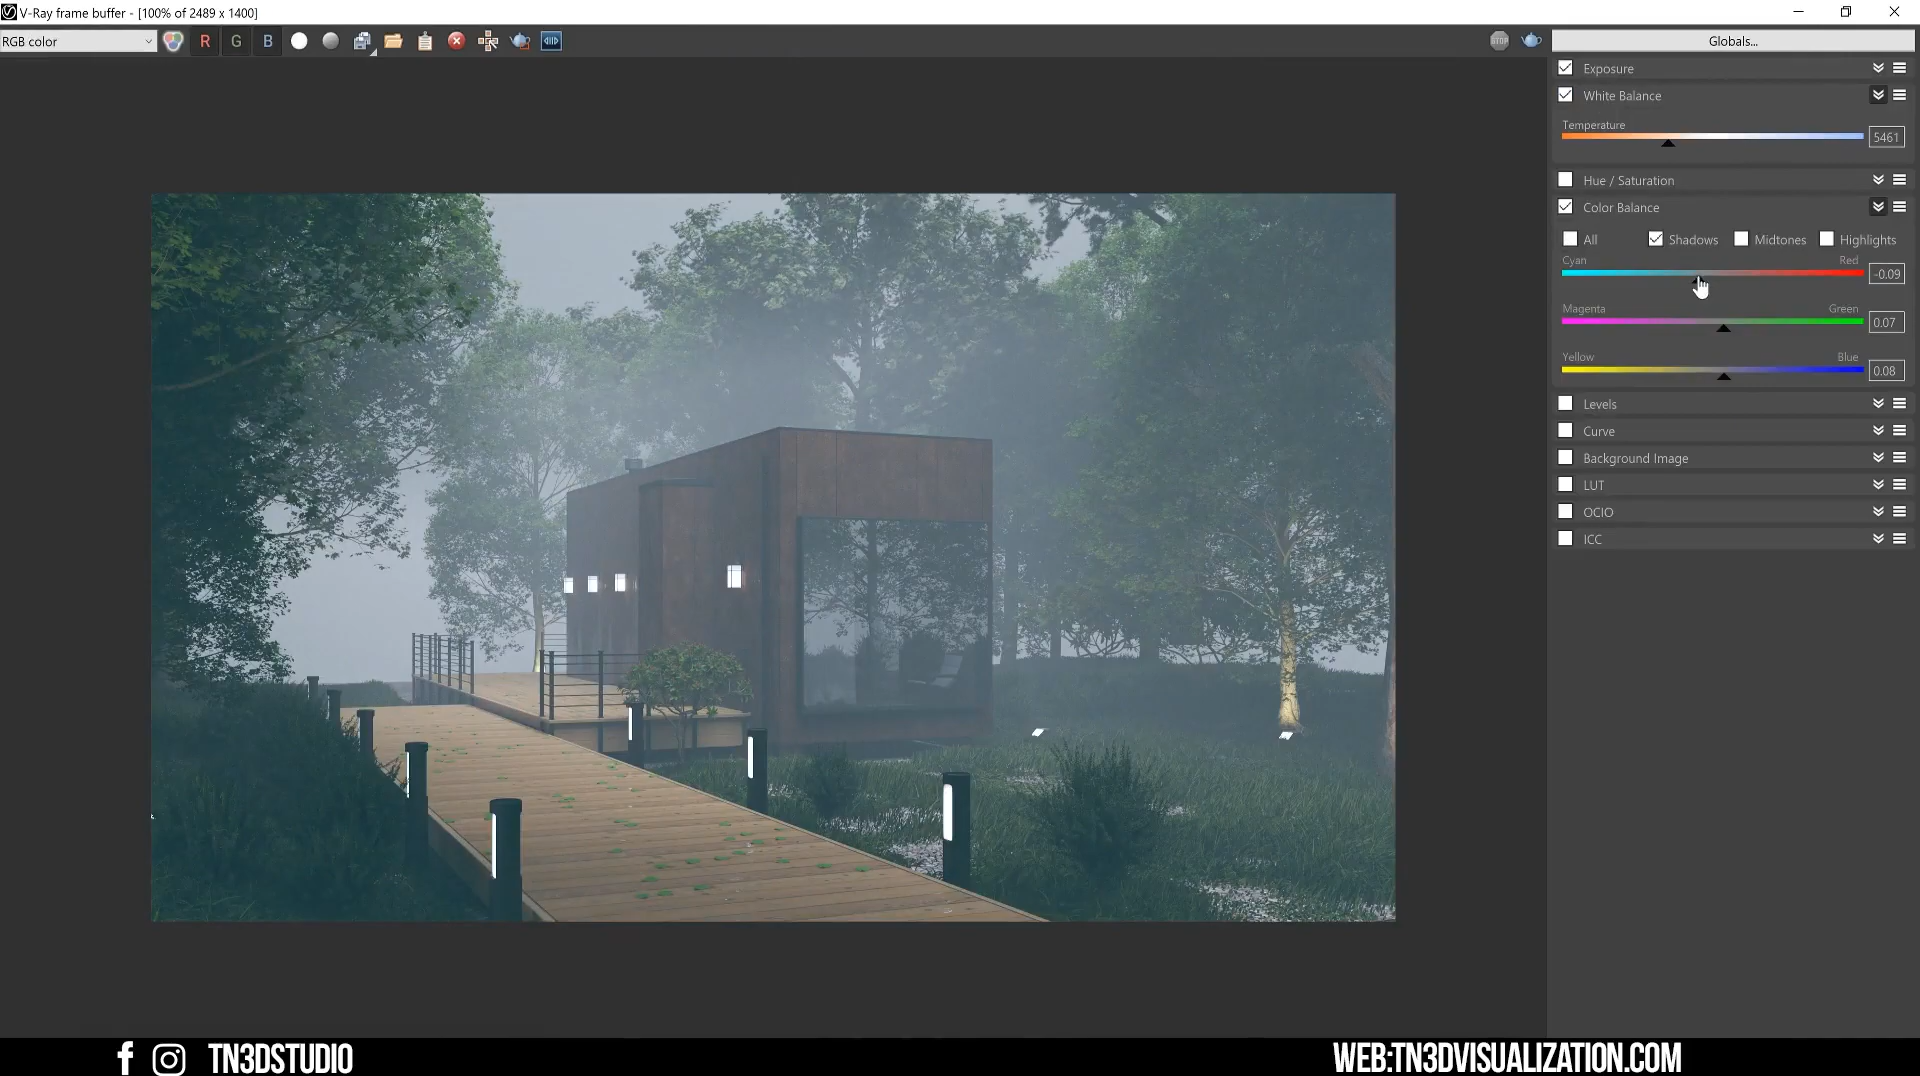 V-Ray frame buffer - [100% of 2489 x 1400]
RGB color
R G B
STOP
Globals...
Exposure
White Balance
Temperature
5461
Hue / Saturation
Color Balance
All Shadows Midtones Highlights
Cyan Red
-0.09
Magenta Green
0.07
Yellow Blue
0.08
Levels
Curve
Background Image
LUT
OCIO
ICC
TN3DSTUDIO
WEB:TN3DVISUALIZATION.COM